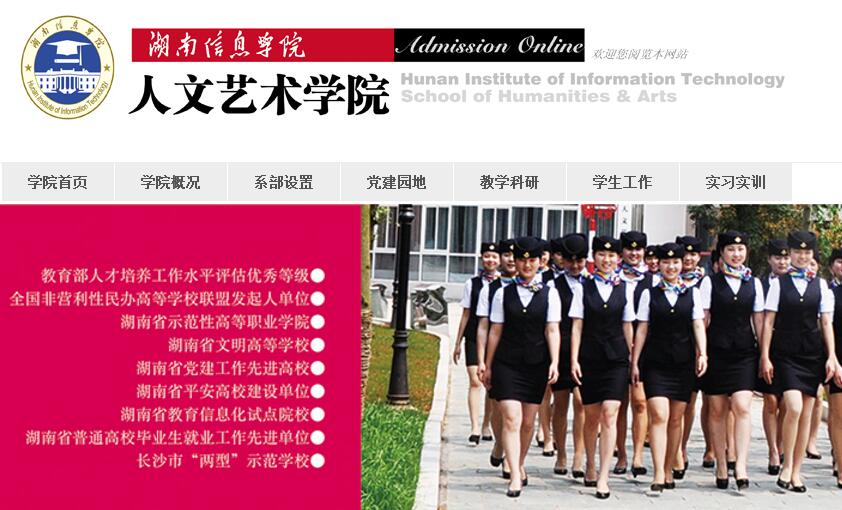 湖南信息学院
Hunan Institute of Information Technology
湖南信息学院
Admission Online
欢迎您阅览本网站
人文艺术学院
Hunan Institute of Information Technology
School of Humanities & Arts
学院首页 学院概况 系部设置 党建园地 教学科研 学生工作 实习实训
教育部人才培养工作水平评估优秀等级●
全国非营利性民办高等学校联盟发起人单位●
湖南省示范性高等职业学院●
湖南省文明高等学校●
湖南省党建工作先进高校●
湖南省平安高校建设单位●
湖南省教育信息化试点院校●
湖南省普通高校毕业生就业工作先进单位●
长沙市“两型”示范学校●